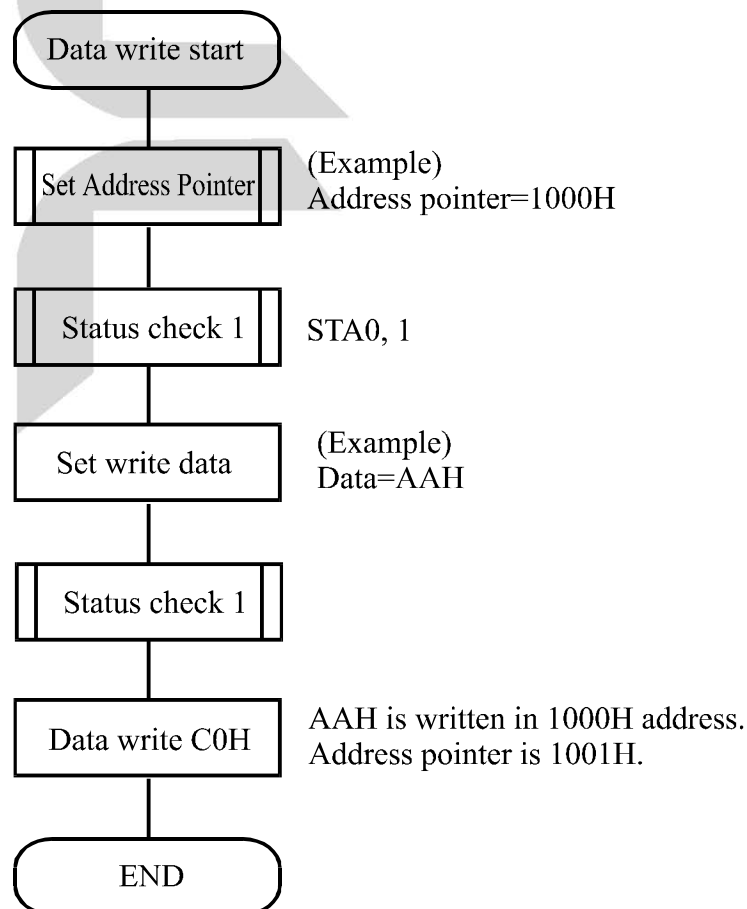 Data write start
Set Address Pointer
(Example)
Address pointer=1000H
Status check 1
STA0, 1
Set write data
(Example)
Data=AAH
Status check 1
Data write C0H
AAH is written in 1000H address.
Address pointer is 1001H.
END